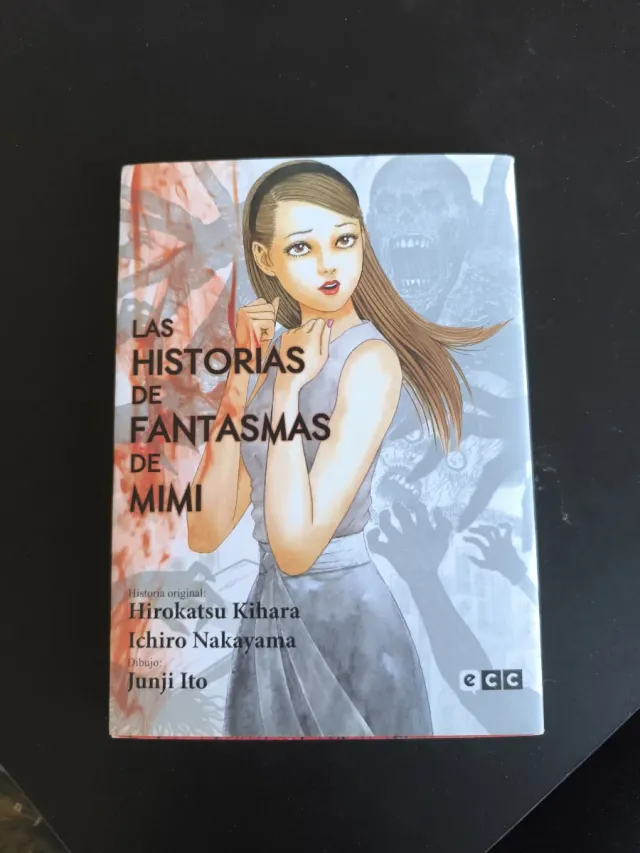 LAS
HISTORIAS
DE
FANTASMAS
DE
MIMI
Historia original:
Hirokatsu Kihara
Ichiro Nakayama
Dibujo:
Junji Ito
ecc